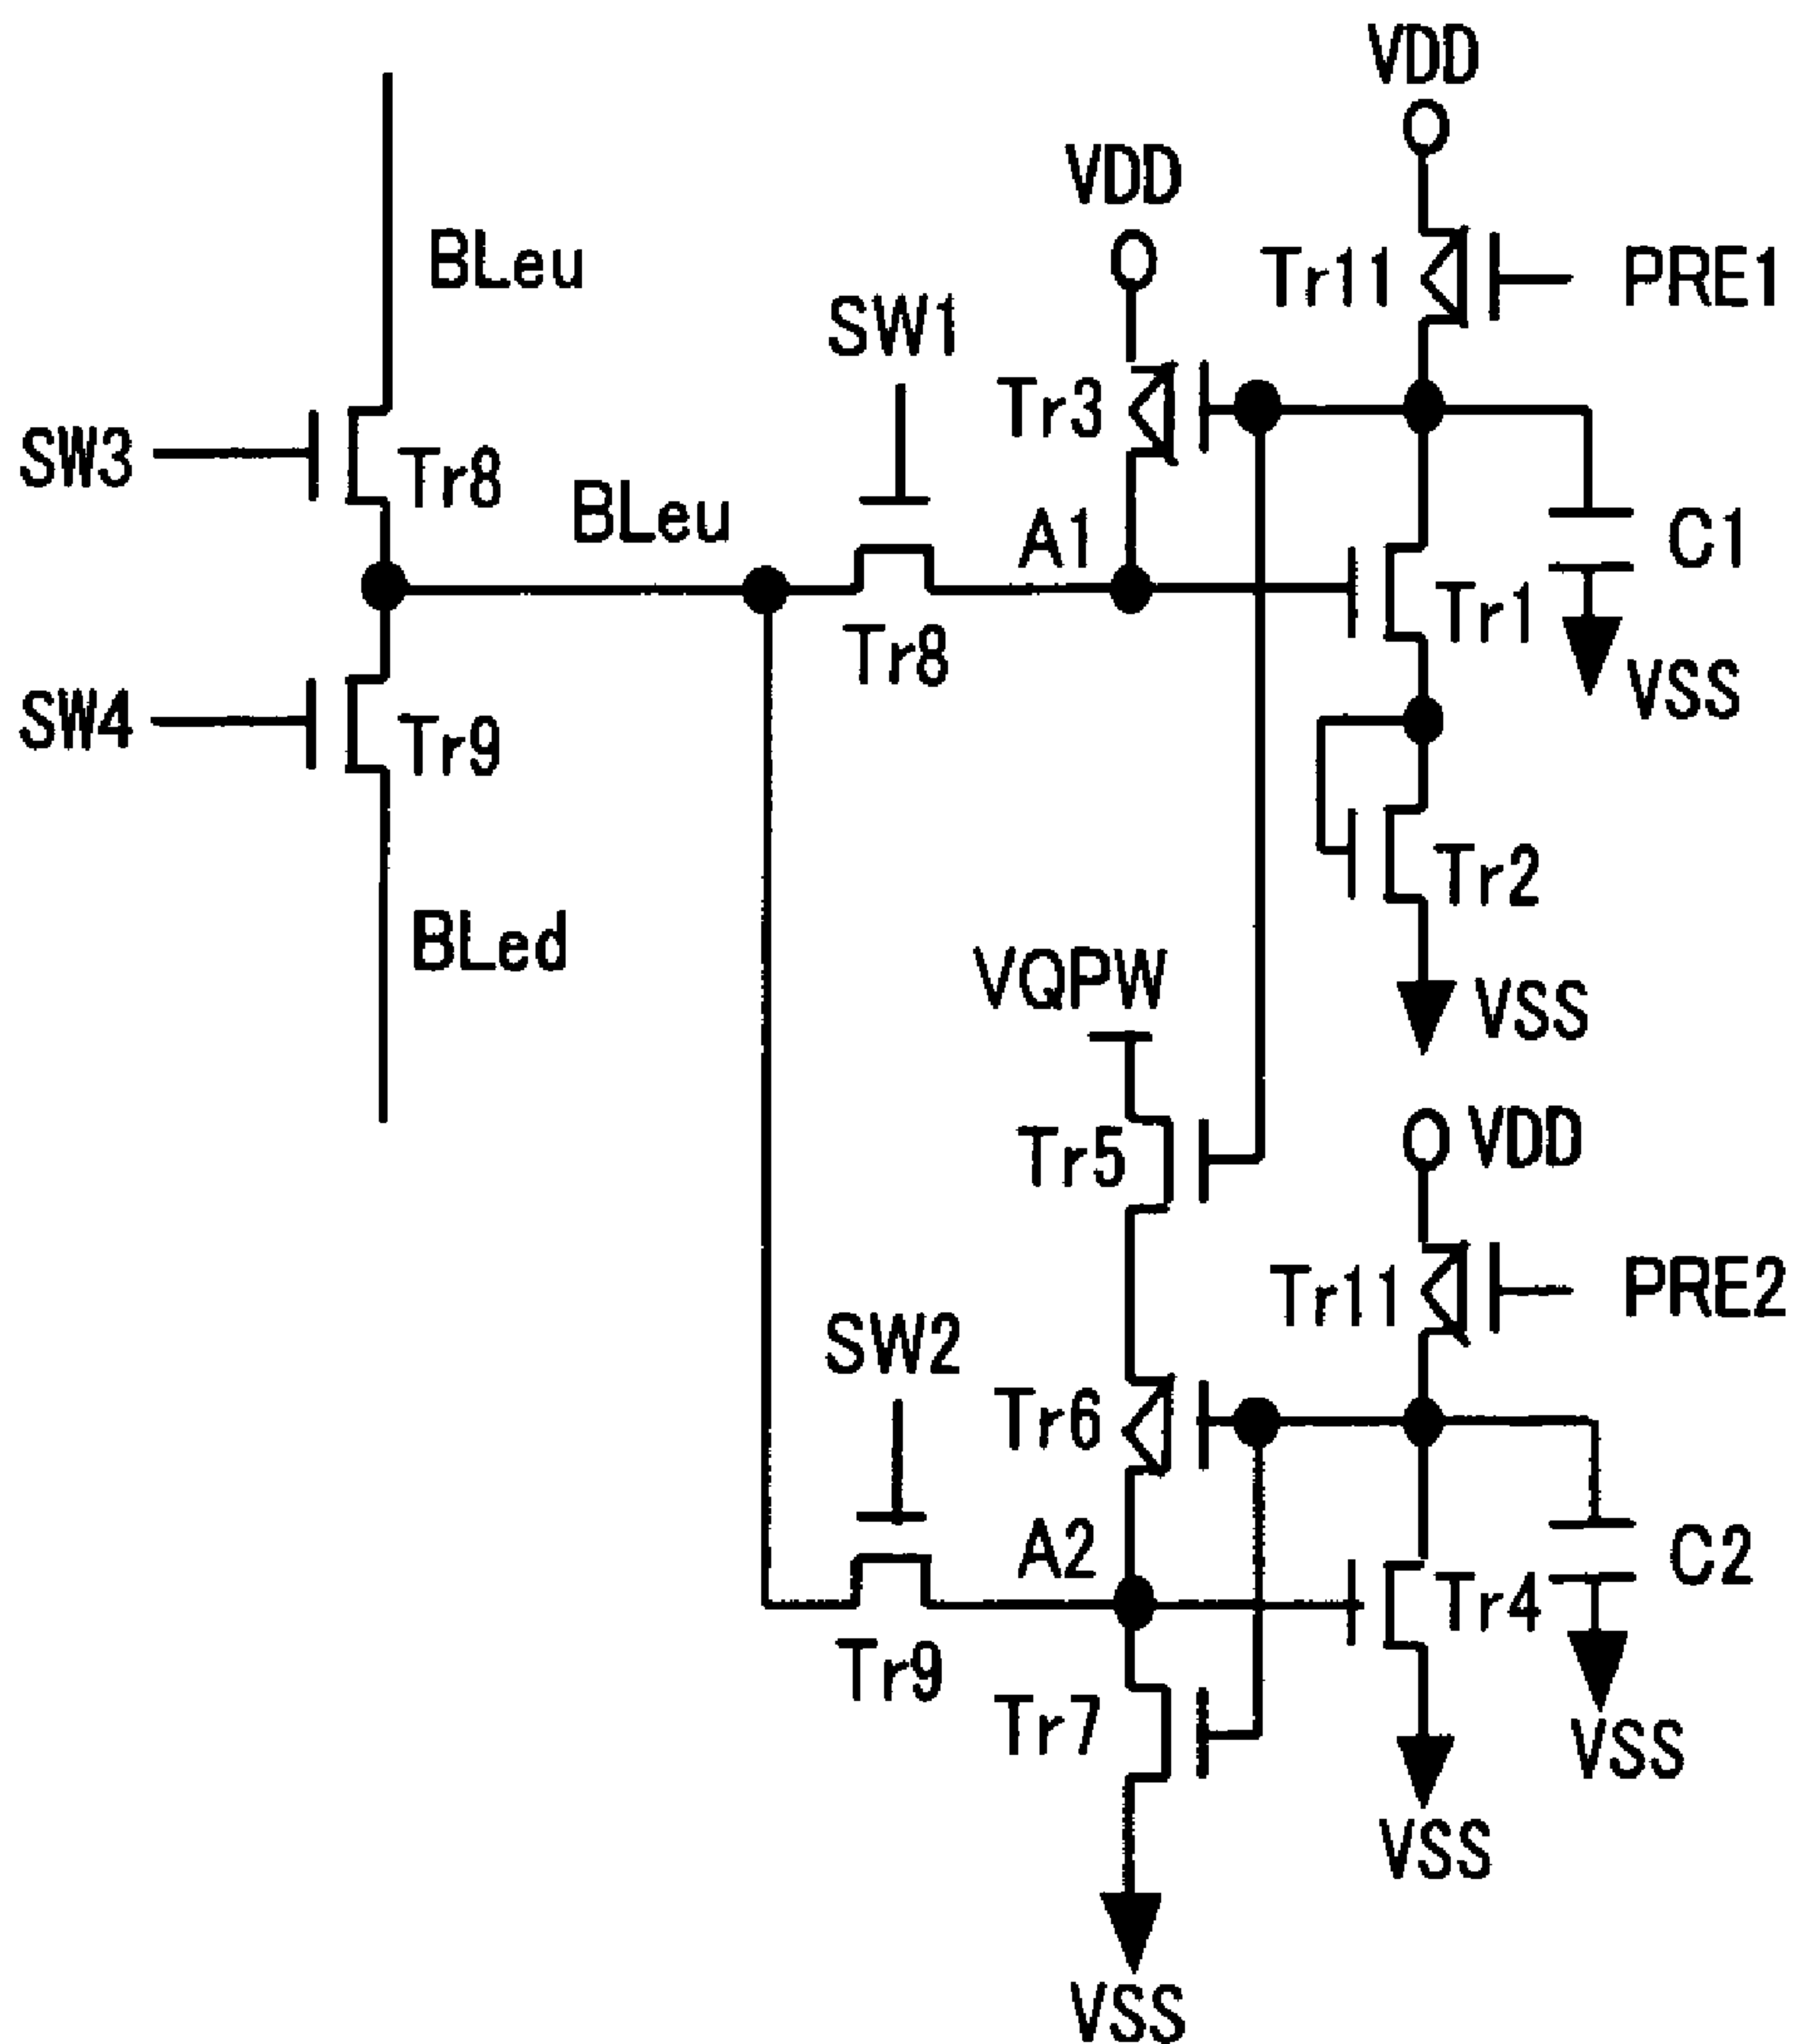 VDD
VDD
BLeu
Tr11
PRE1
SW1
Tr3
SW3
Tr8
BLeu
A1
C1
Tr1
Tr8
VSS
SW4
Tr9
Tr2
BLed
VQPW
VSS
Tr5
VDD
Tr11
PRE2
SW2
Tr6
A2
C2
Tr4
Tr9
Tr7
VSS
VSS
VSS